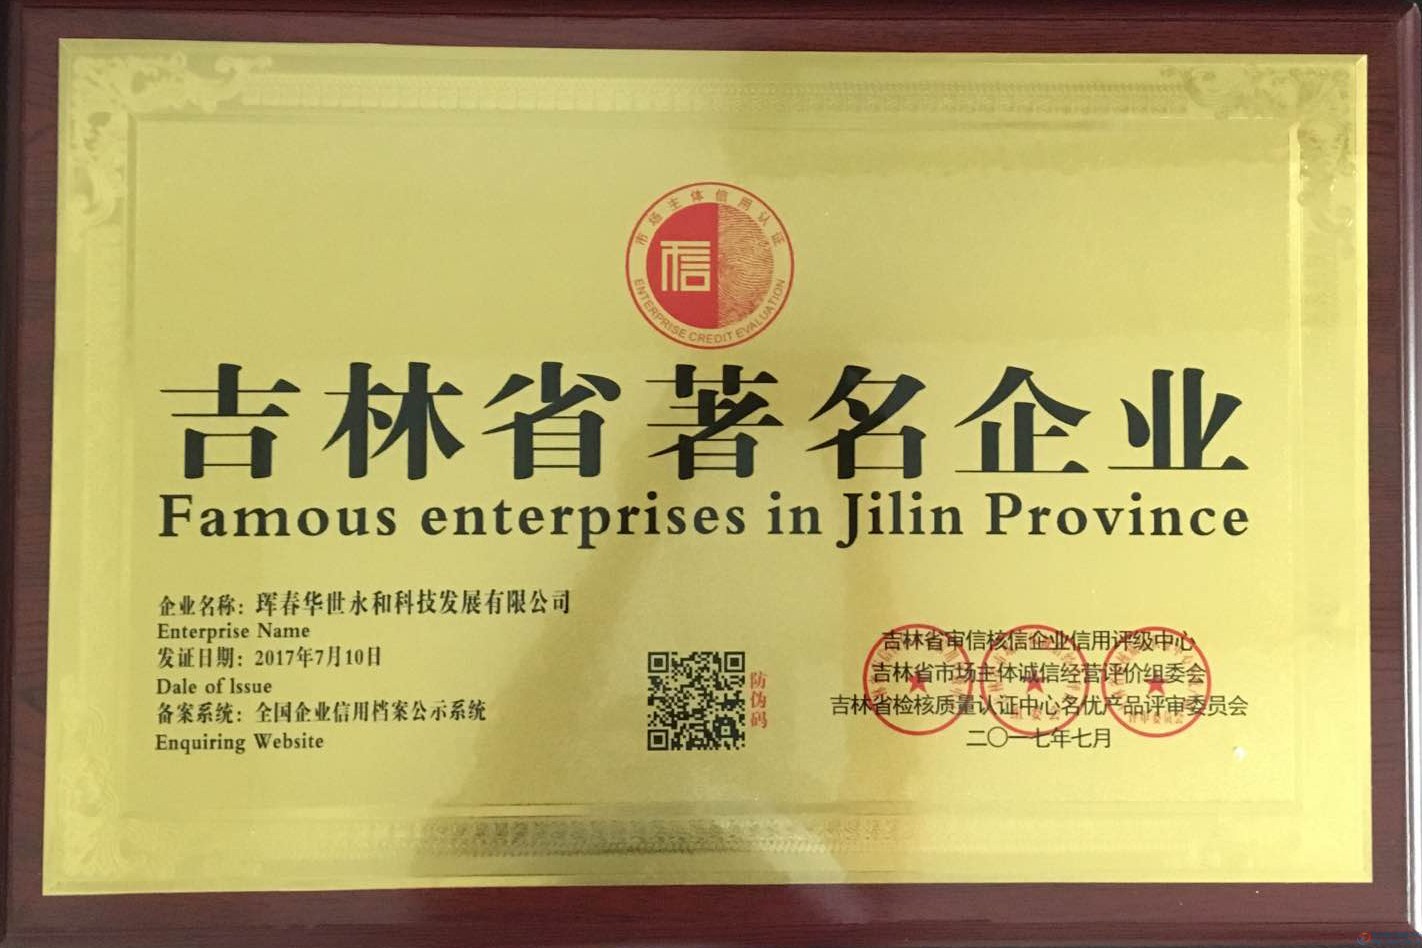 市场主体信用认证
信
ENTERPRISE CREDIT EVALUATION
吉林省著名企业
Famous enterprises in Jilin Province
企业名称：珲春华世永和科技发展有限公司
Enterprise Name
发证日期：2017年7月10日
Dale of lssue
备案系统：全国企业信用档案公示系统
Enquiring Website
防伪码
吉林省审信核信企业信用评级中心
吉林省市场主体诚信经营评价组委会
吉林省检核质量认证中心名优产品评审委员会
二〇一七年七月